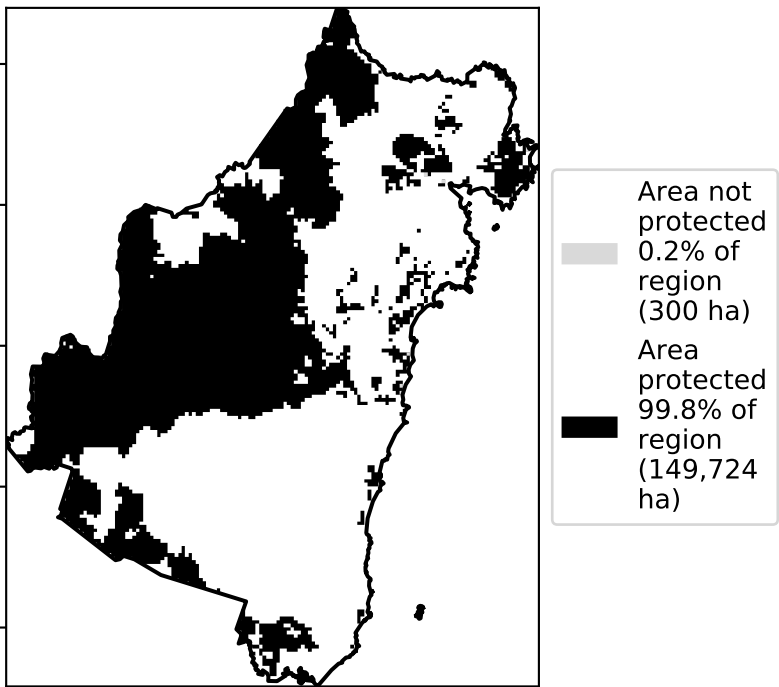 Area not
protected
0.2% of
region
(300 ha)
Area
protected
99.8% of
region
(149,724
ha)